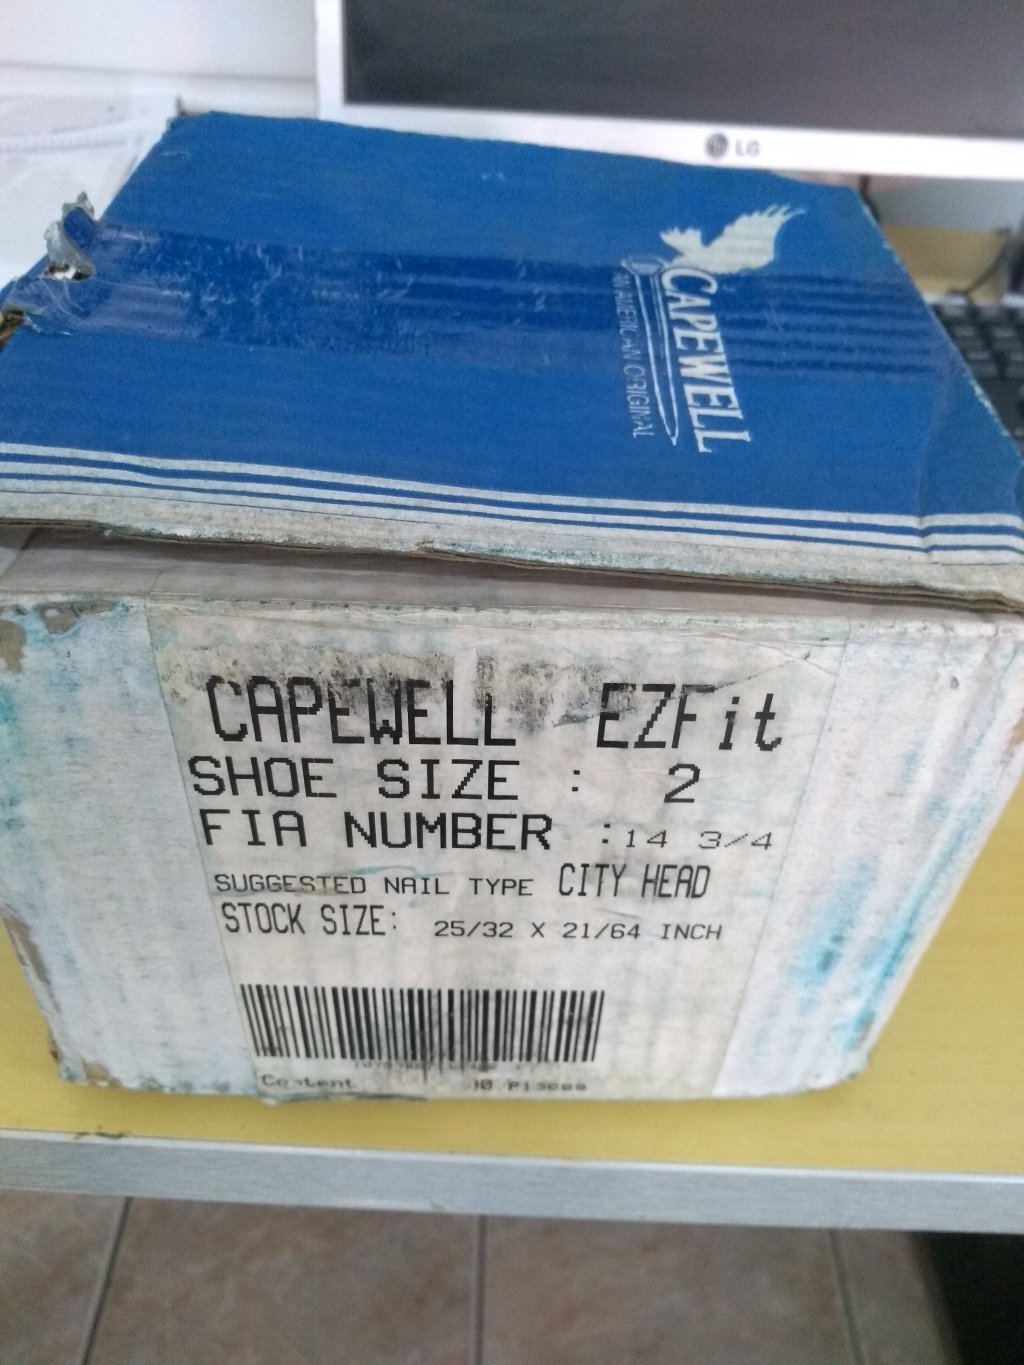 LG
CAPEWELL
AN AMERICAN ORIGINAL
CAPEWELL EZFit
SHOE SIZE : 2
FIA NUMBER :14 3/4
SUGGESTED NAIL TYPE CITY HEAD
STOCK SIZE: 25/32 X 21/64 INCH
Content Pieces